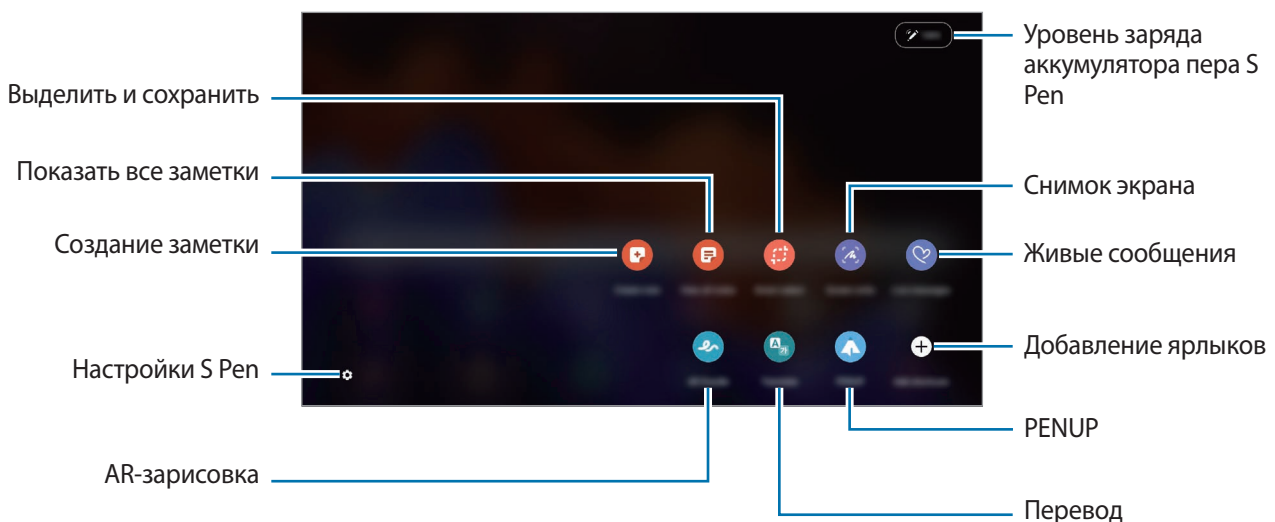 Уровень заряда
аккумулятора пера S
Pen
Выделить и сохранить
Показать все заметки
Снимок экрана
Создание заметки
Живые сообщения
Настройки S Pen
Добавление ярлыков
PENUP
AR-зарисовка
Перевод